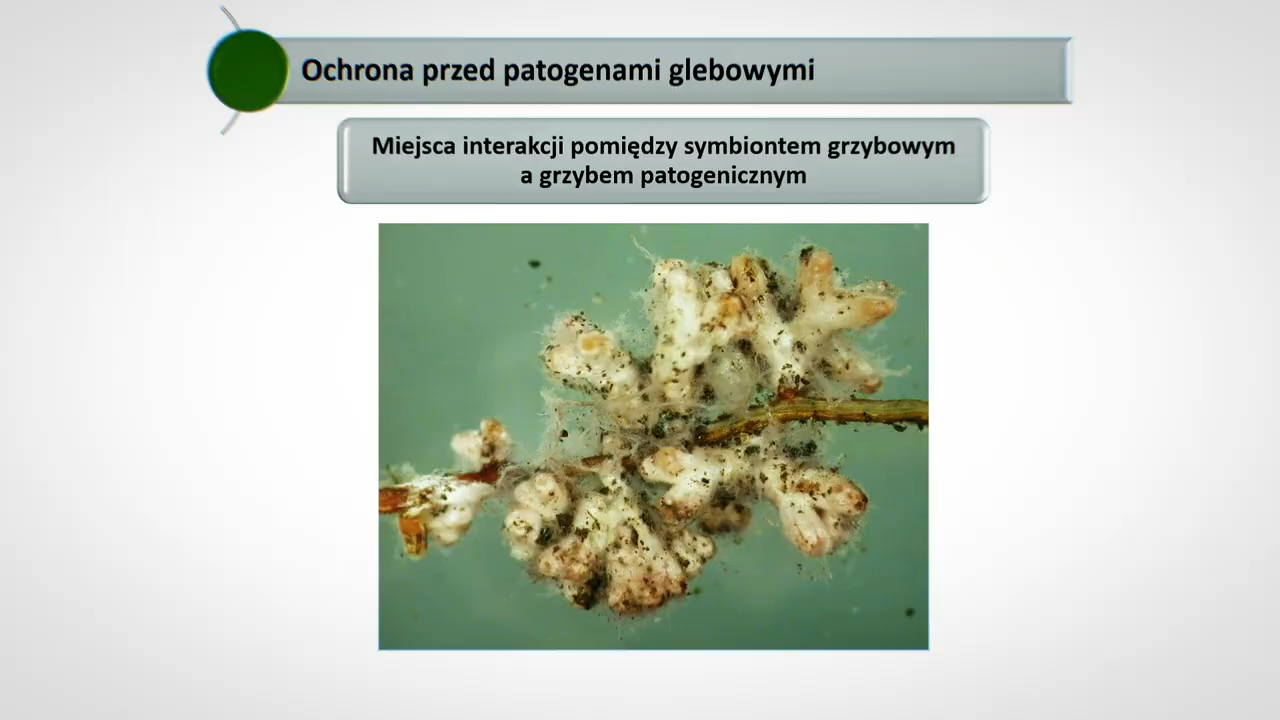 Ochrona przed patogenami glebowymi
Miejsca interakcji pomiędzy symbiontem grzybowym
a grzybem patogenicznym